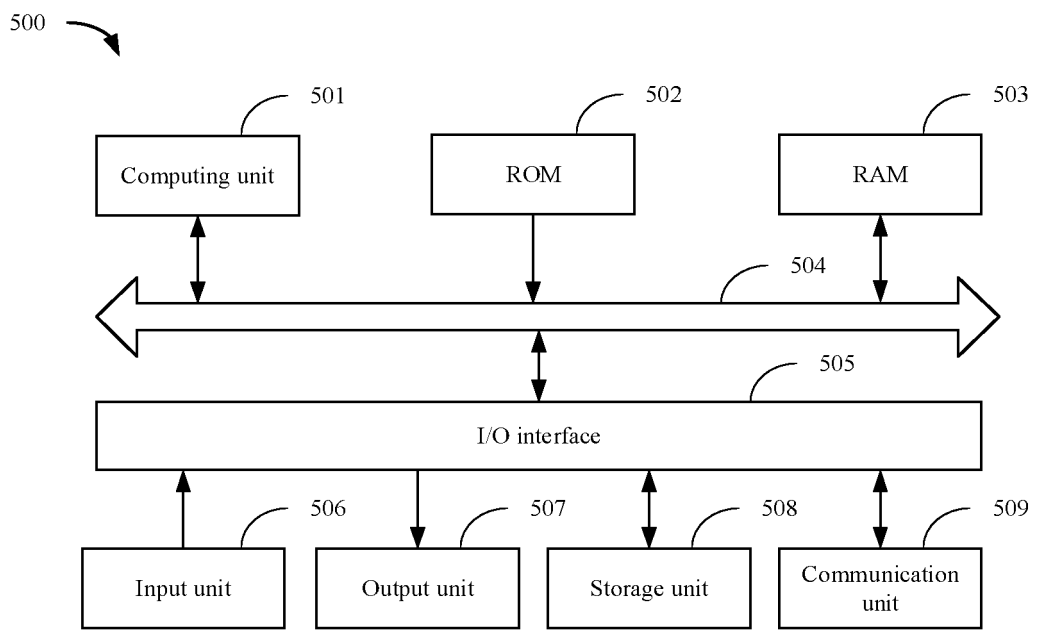 500
501
502
503
Computing unit
ROM
RAM
504
505
I/O interface
506
507
508
509
Input unit
Output unit
Storage unit
Communication
unit